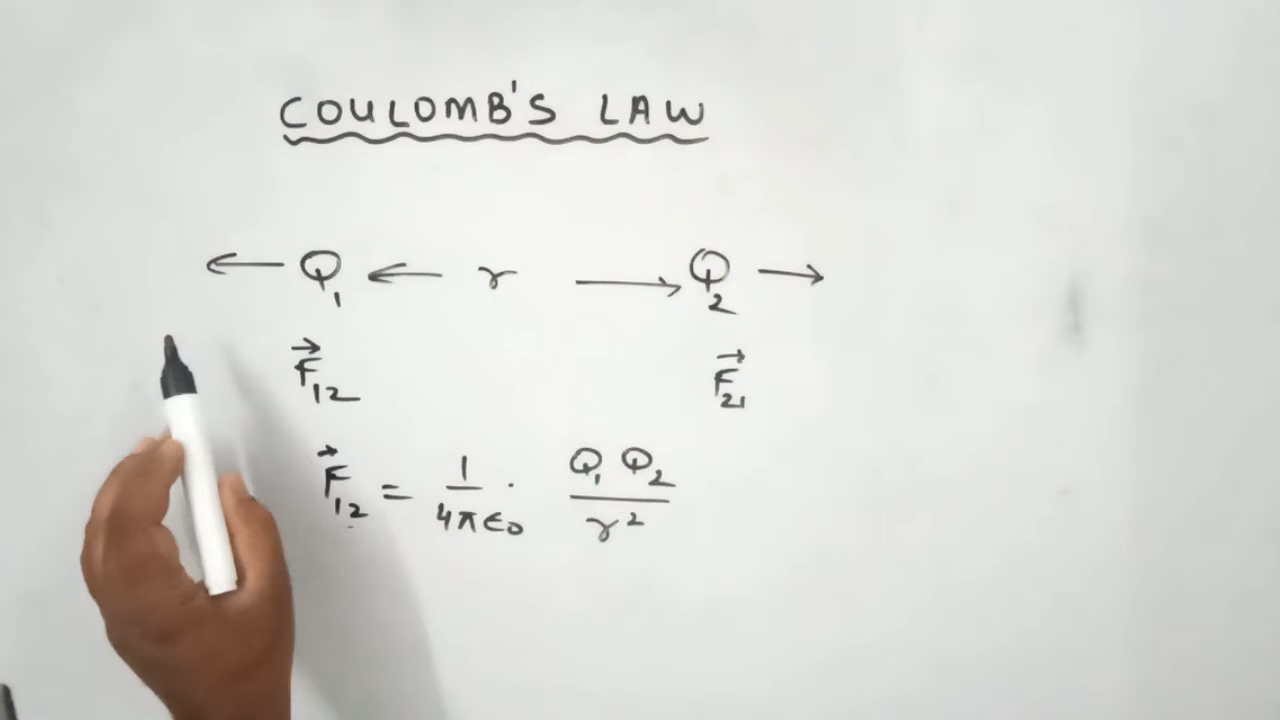 COULOMB'S LAW
← Q₁ ← r → Q₂ →
F⃗₁₂ F⃗₂₁
F⃗₁₂ = 1/4πϵ₀ · Q₁ Q₂/r²